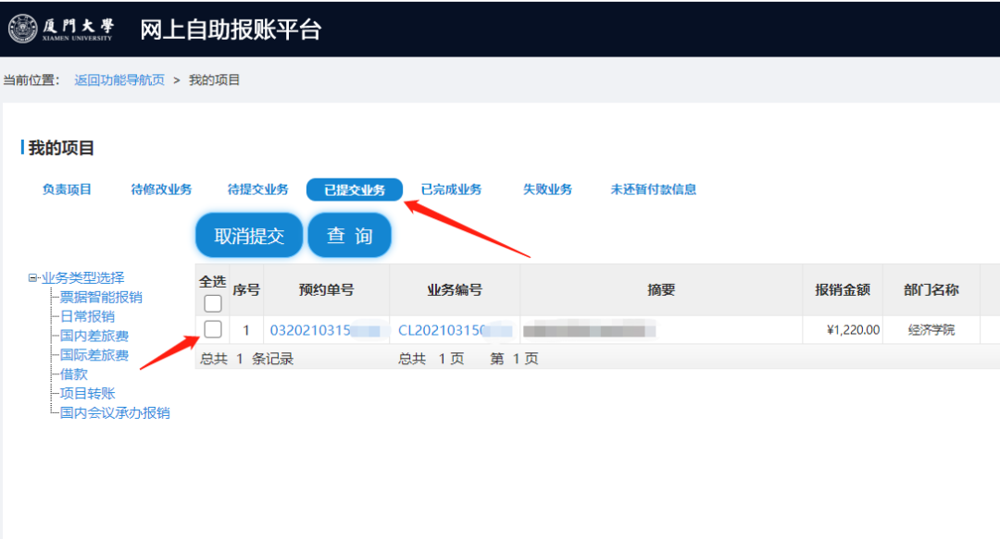 厦門大學
XIAMEN UNIVERSITY
网上自助报账平台
当前位置： 返回功能导航页 > 我的项目
我的项目
负责项目 待修改业务 待提交业务 已提交业务 已完成业务 失败业务 未还暂付款信息
取消提交 查 询
业务类型选择
票据智能报销
日常报销
国内差旅费
国际差旅费
借款
项目转账
国内会议承办报销
全选 序号 预约单号 业务编号 摘要 报销金额 部门名称
1 0320210315 CL202103150 ¥1,220.00 经济学院
总共 1 条记录 总共 1 页 第 1 页